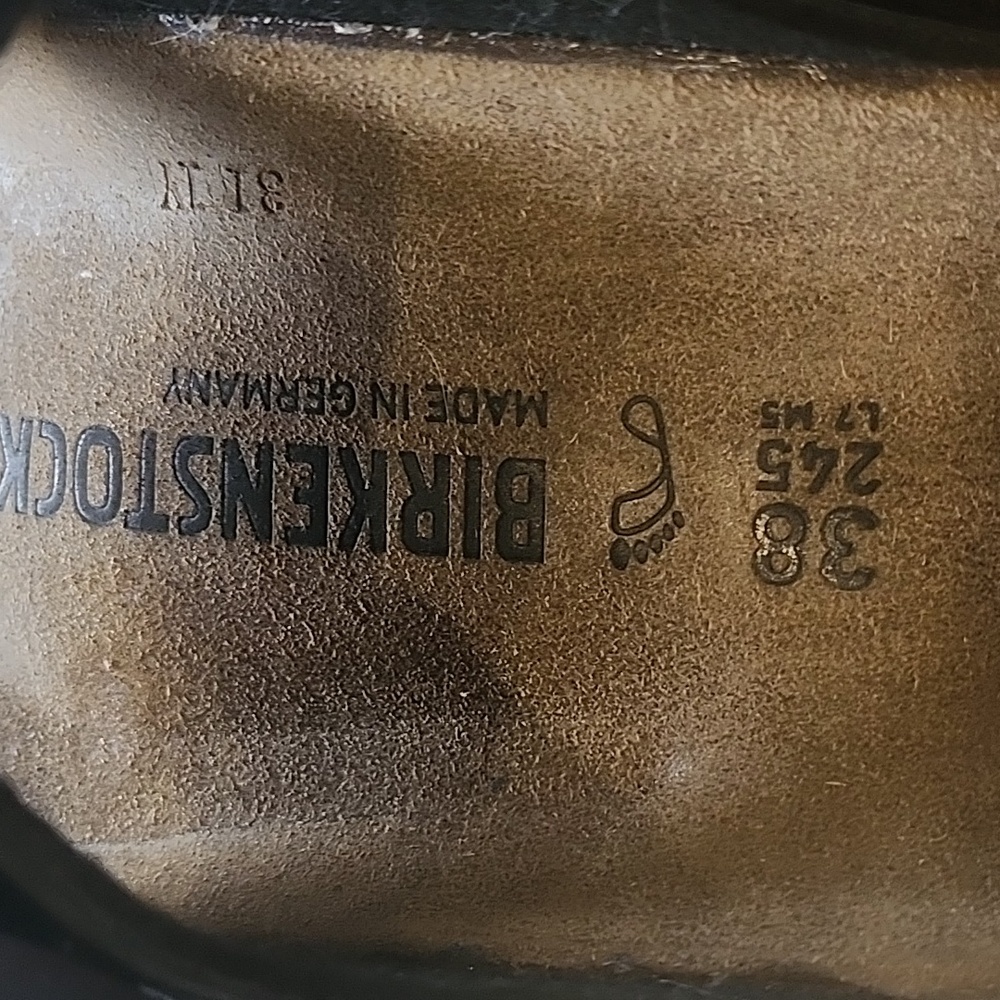 38
245
L7 M5
BIRKENSTOCK
MADE IN GERMANY